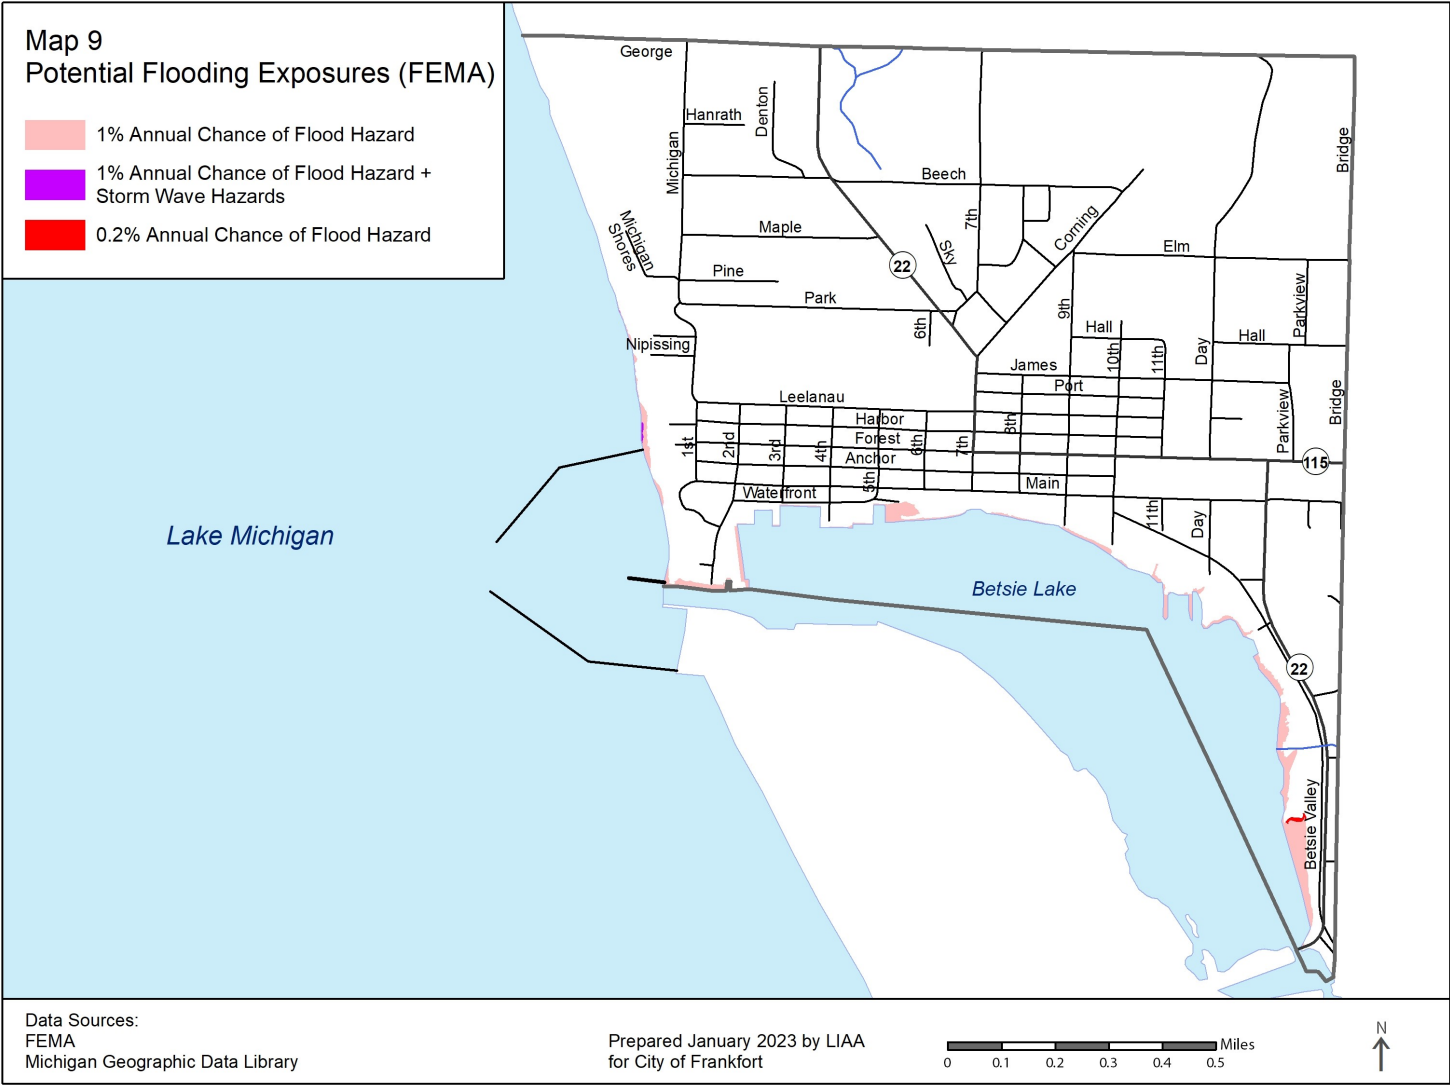 Map 9
Potential Flooding Exposures (FEMA)
1% Annual Chance of Flood Hazard
1% Annual Chance of Flood Hazard +
Storm Wave Hazards
0.2% Annual Chance of Flood Hazard
George
Hanrath
Denton
Michigan
Bridge
Beech
7th
Corning
Maple
Michigan
Shores
Sky
22
Elm
Pine
Park
Parkview
9th
6th
Hall
Hall
Nipissing
10th
11th
Day
James
Port
Leelanau
Parkview
Bridge
Harbor
8th
Forest
1st
2nd
3rd
4th
6th
7th
Anchor
115
5th
Main
Waterfront
11th
Day
Lake Michigan
Betsie Lake
22
Betsie Valley
Data Sources:
FEMA
Michigan Geographic Data Library
Prepared January 2023 by LIAA
for City of Frankfort
Miles
0 0.1 0.2 0.3 0.4 0.5
N